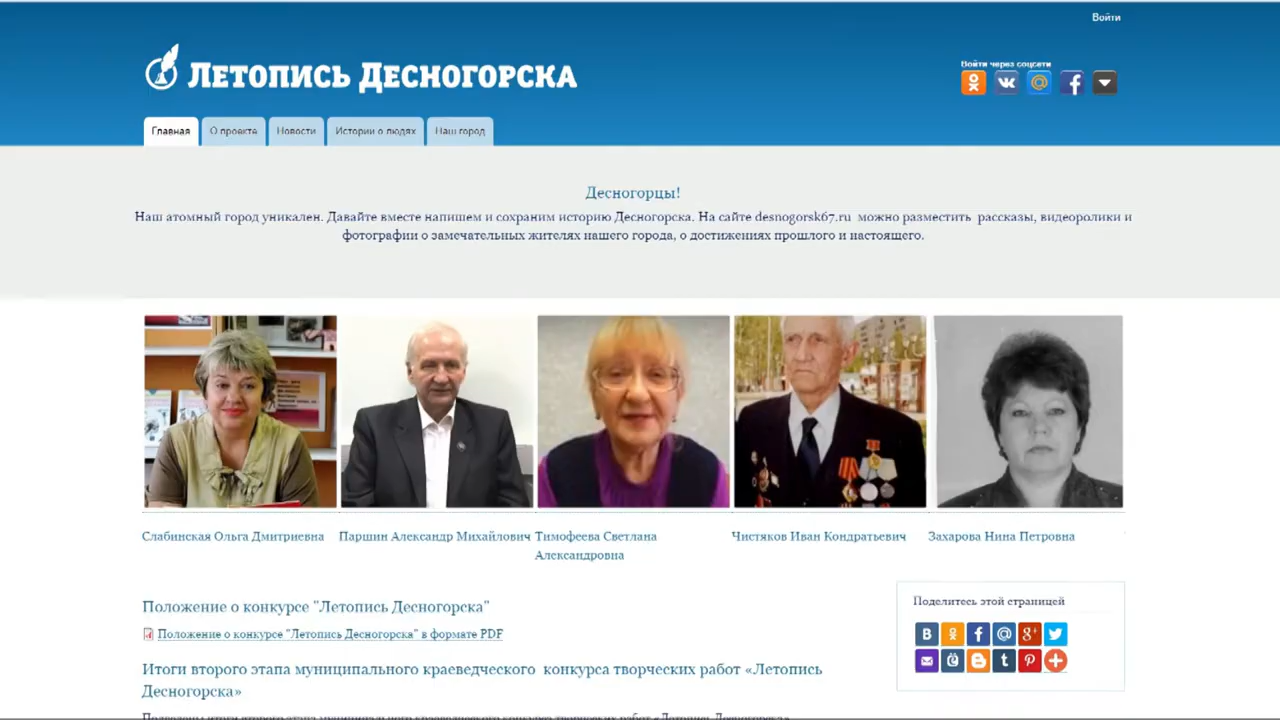 Войти
Летопись Десногорска
Войти через соцсети
Главная
О проекте
Новости
Истории о людях
Наш город
Десногорцы!
Наш атомный город уникален. Давайте вместе напишем и сохраним историю Десногорска. На сайте desnogorsk67.ru можно разместить рассказы, видеоролики и
фотографии о замечательных жителях нашего города, о достижениях прошлого и настоящего.
Слабинская Ольга Дмитриевна
Паршин Александр Михайлович
Тимофеева Светлана
Александровна
Чистяков Иван Кондратьевич
Захарова Нина Петровна
Положение о конкурсе "Летопись Десногорска"
Положение о конкурсе "Летопись Десногорска" в формате PDF
Итоги второго этапа муниципального краеведческого конкурса творческих работ «Летопись
Десногорска»
Поделитесь этой страницей